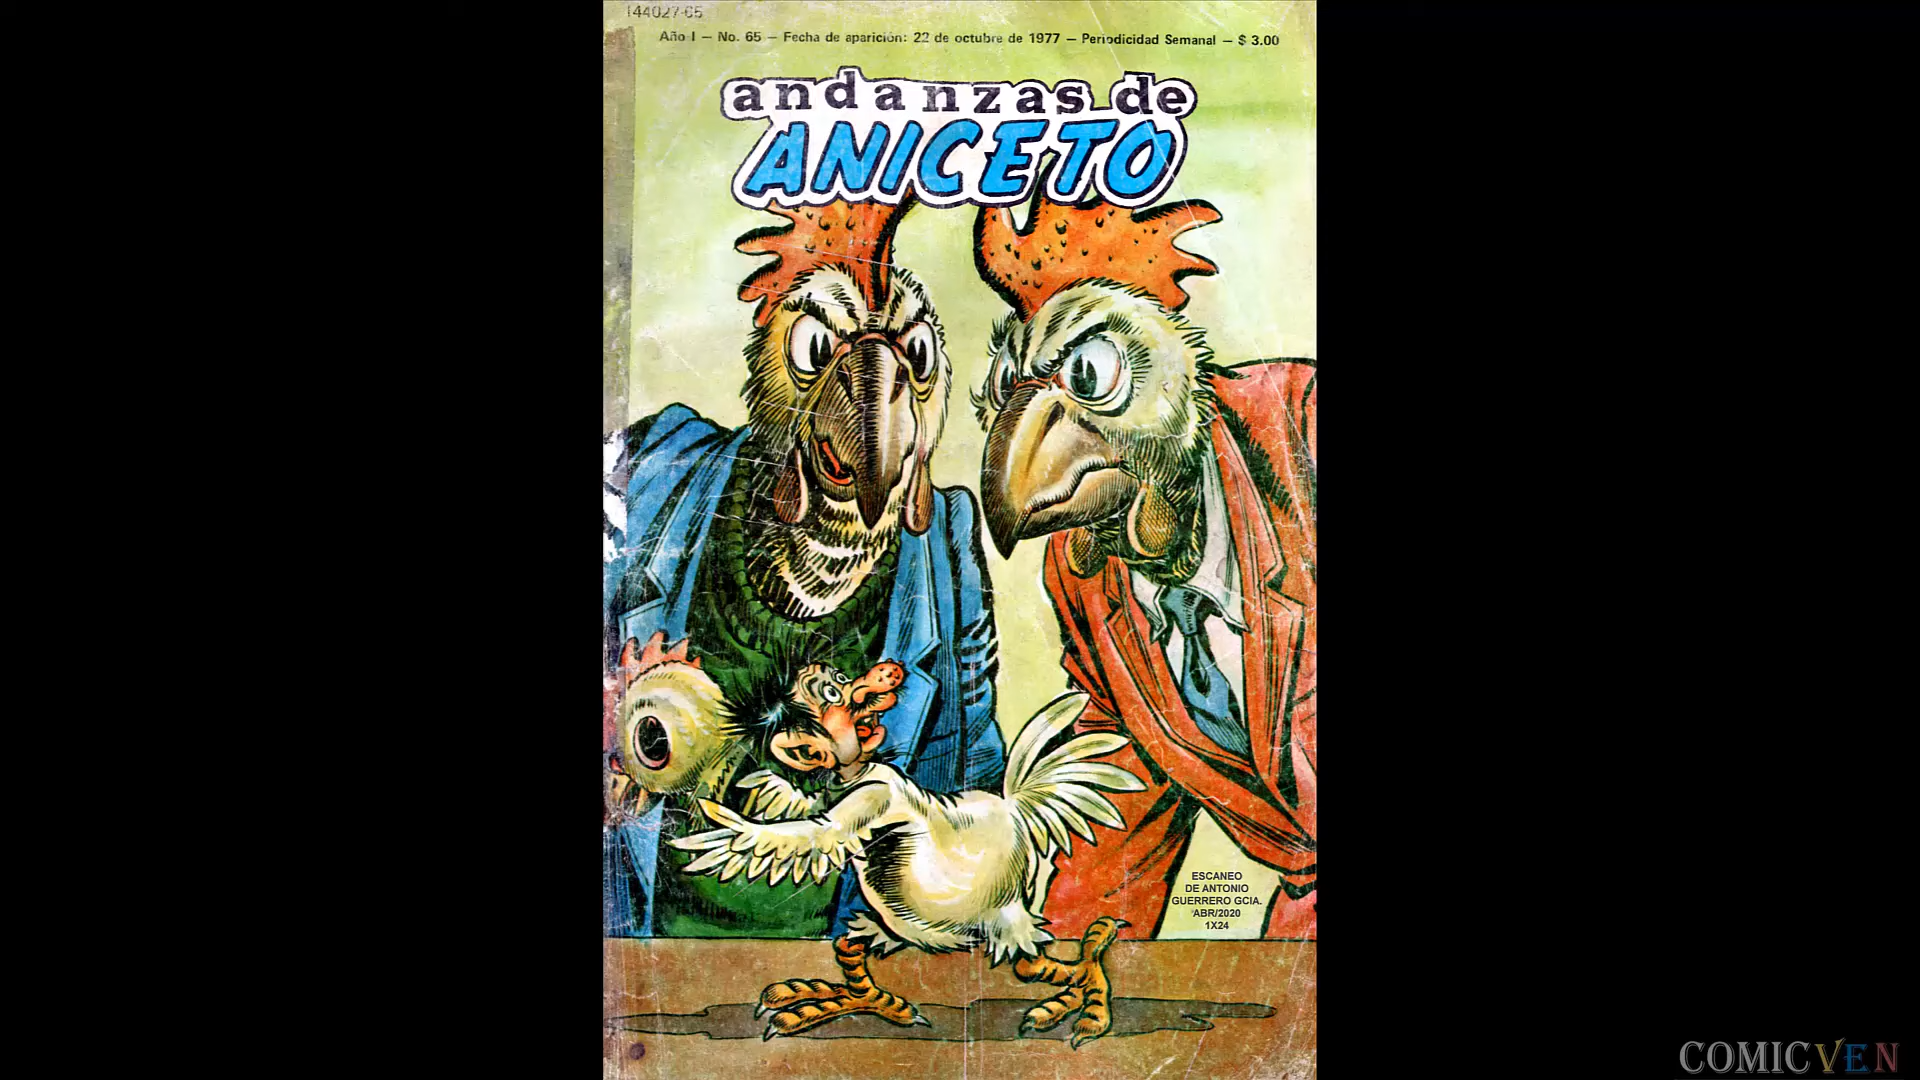 144027-65
Año I — No. 65 — Fecha de aparición: 22 de octubre de 1977 — Periodicidad Semanal — $ 3.00
andanzas de
ANICETO
ESCANEO
DE ANTONIO
GUERRERO GCIA.
ABR/2020
1X24
COMICVEN